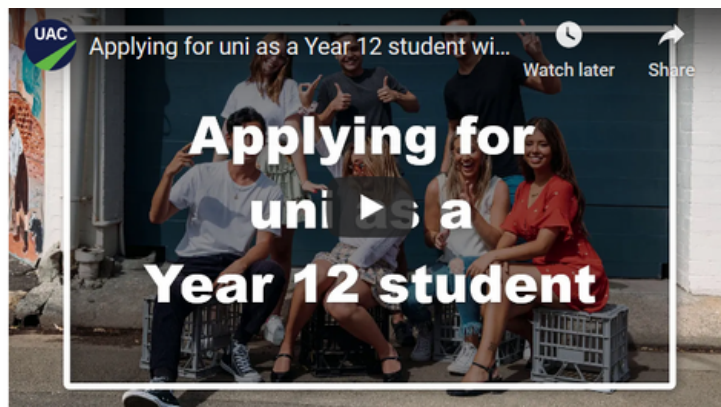 UAC
Applying for uni as a Year 12 student wi...
Watch later
Share
Applying for
uni as a
Year 12 student